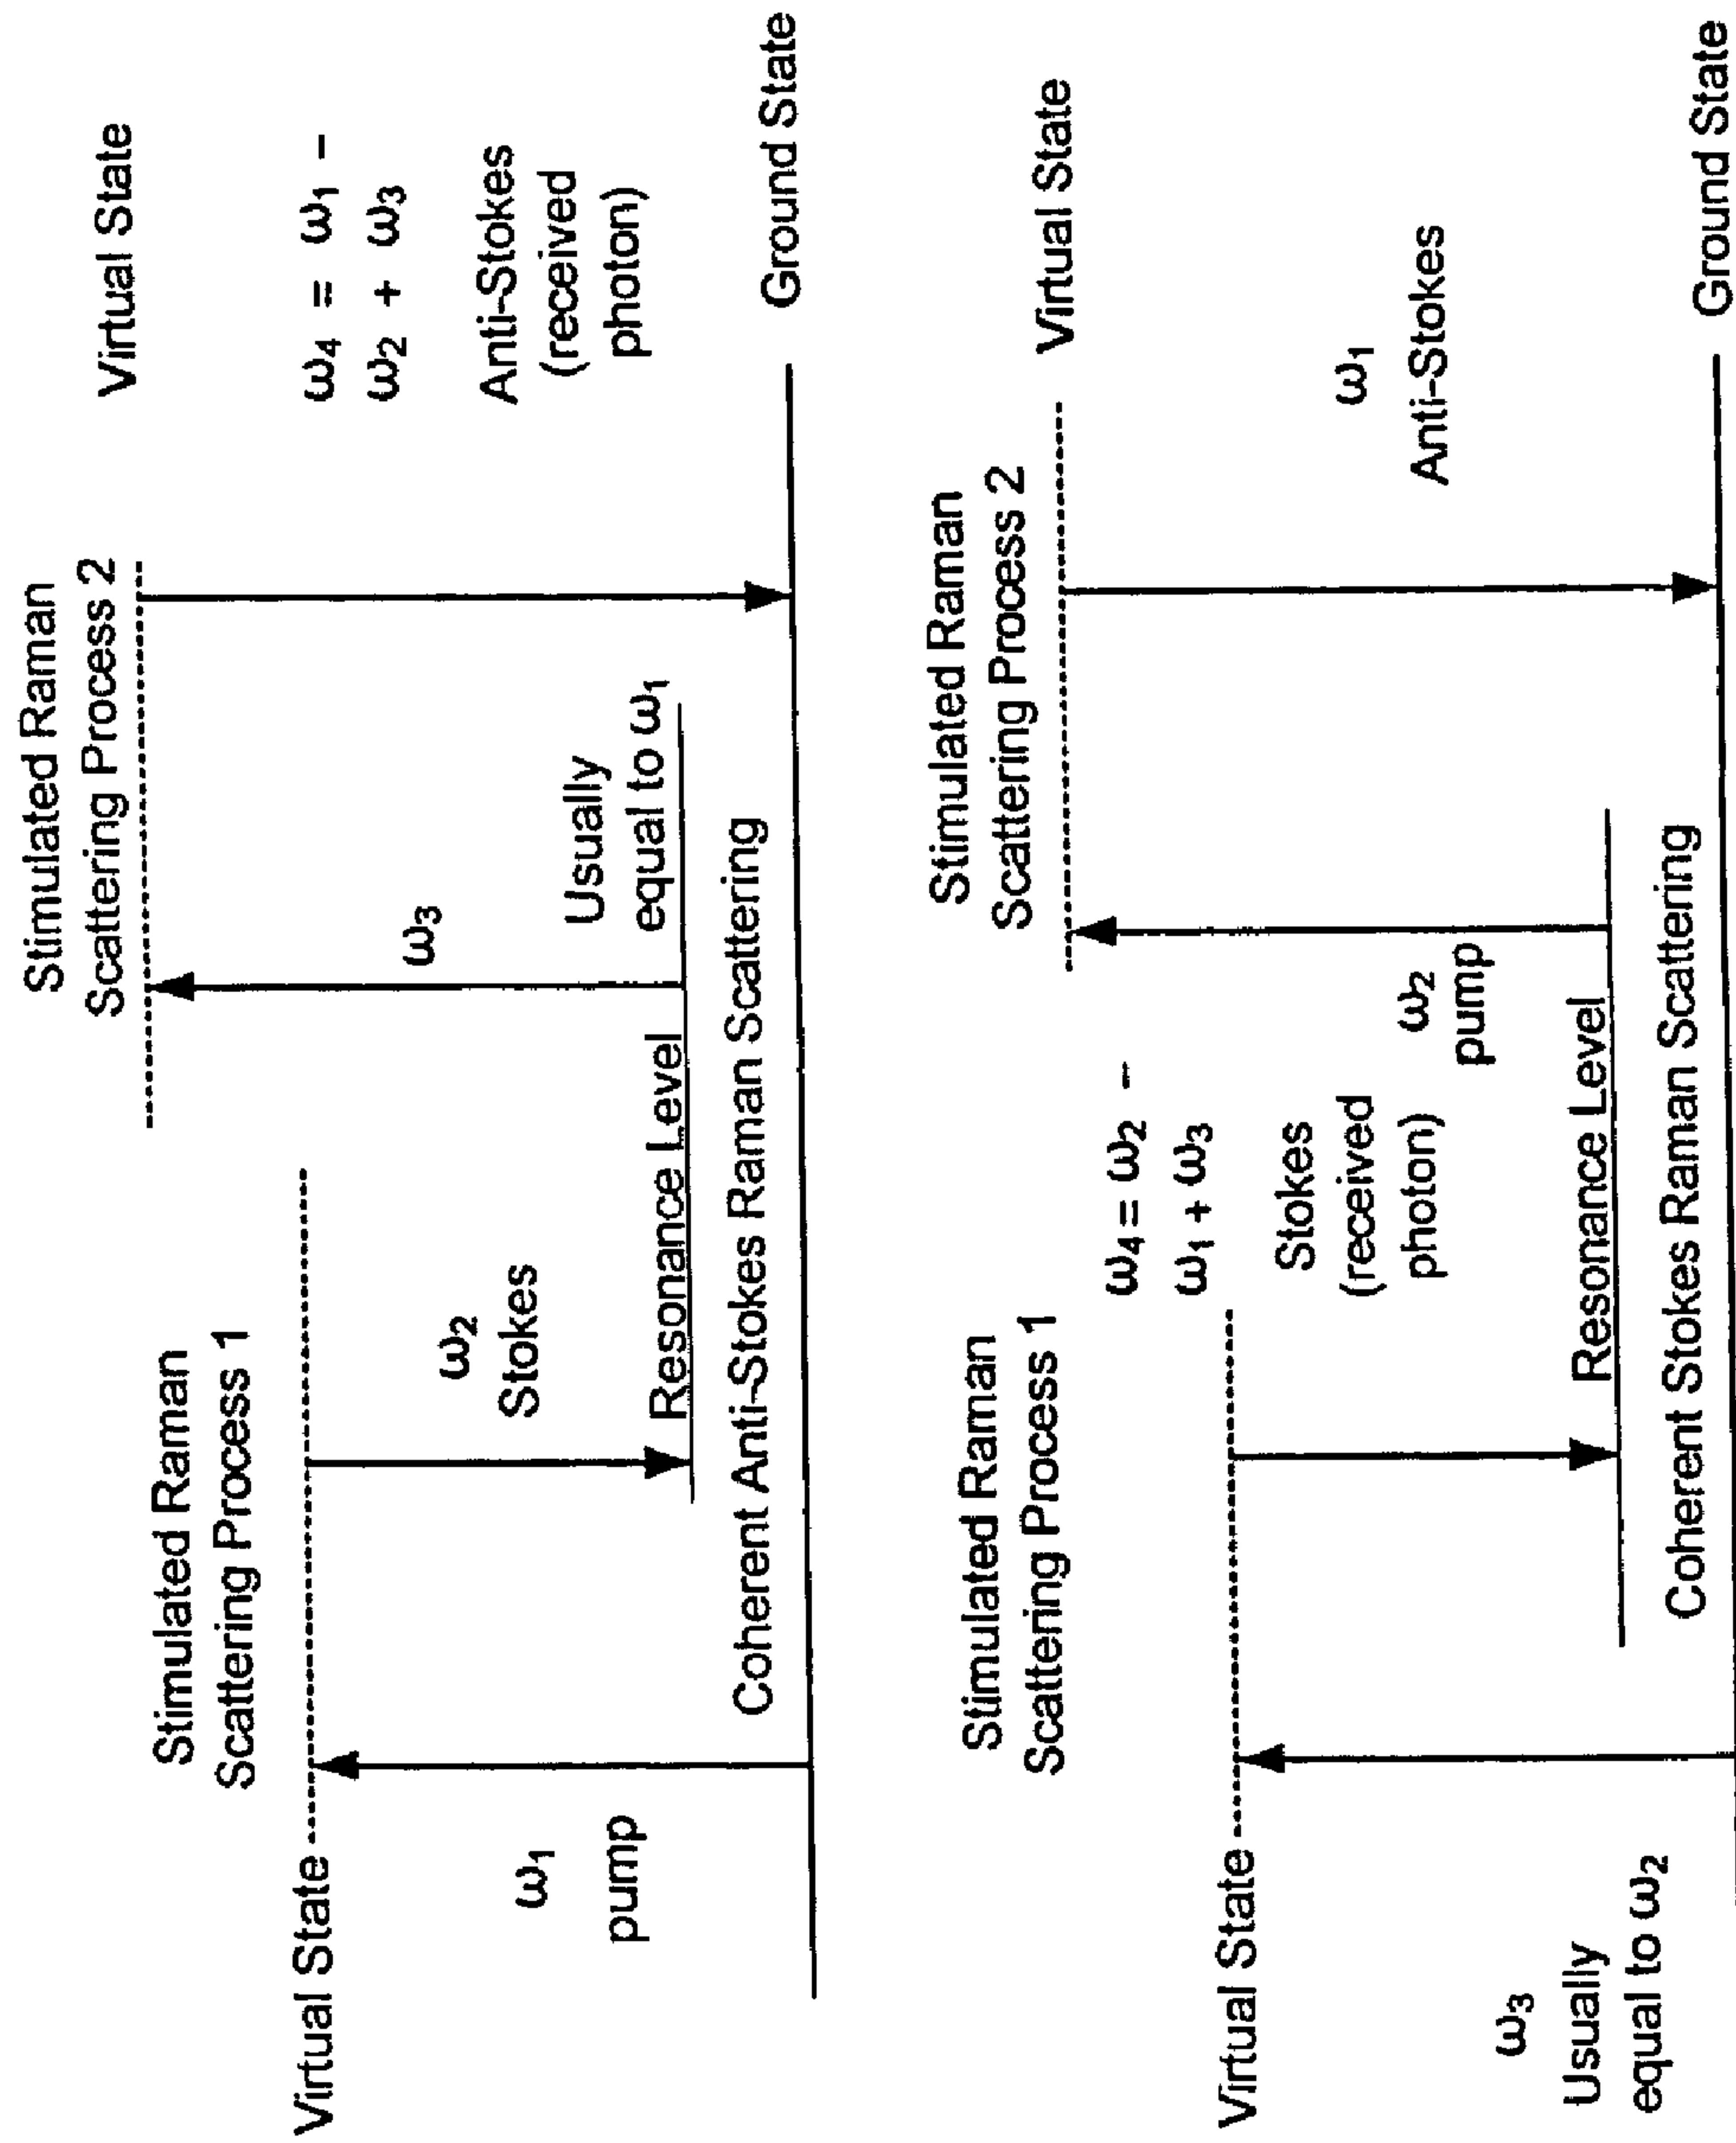 Stimulated Raman
Scattering Process 1
Virtual State
ω1
pump
ω2
Stokes
Resonance Level
Stimulated Raman
Scattering Process 2
ω3
Usually
equal to ω1
Virtual State
ω4 = ω1 −
ω2 + ω3
Anti-Stokes
(received
photon)
Coherent Anti-Stokes Raman Scattering
Ground State
Stimulated Raman
Scattering Process 1
Virtual State
ω3
Usually
equal to ω2
ω4 = ω2 −
ω1 + ω3
Stokes
(received
photon)
Resonance Level
Stimulated Raman
Scattering Process 2
ω2
pump
Virtual State
ω1
Anti-Stokes
Coherent Stokes Raman Scattering
Ground State